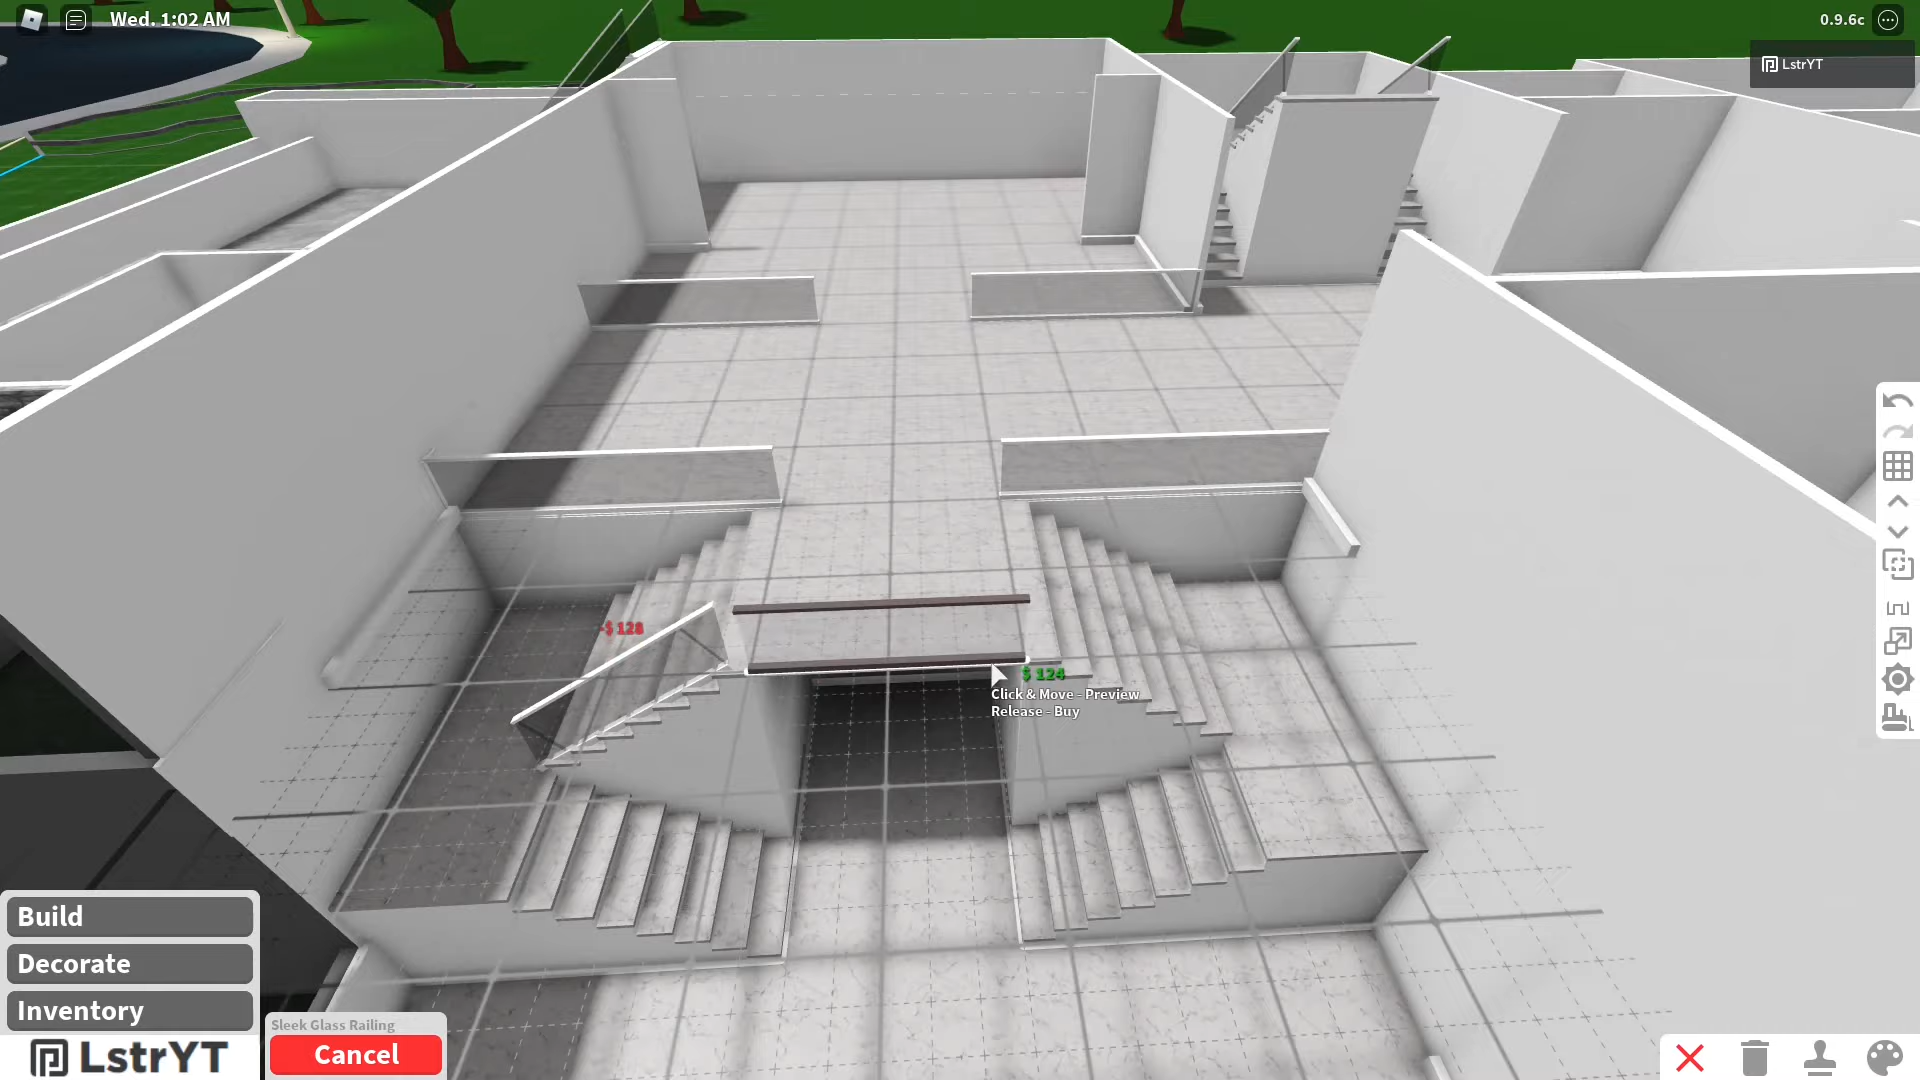 Wed. 1:02 AM
0.9.6c
LstrYT
-$ 128
$ 124
Click & Move - Preview
Release - Buy
Build
Decorate
Inventory
LstrYT
Sleek Glass Railing
Cancel